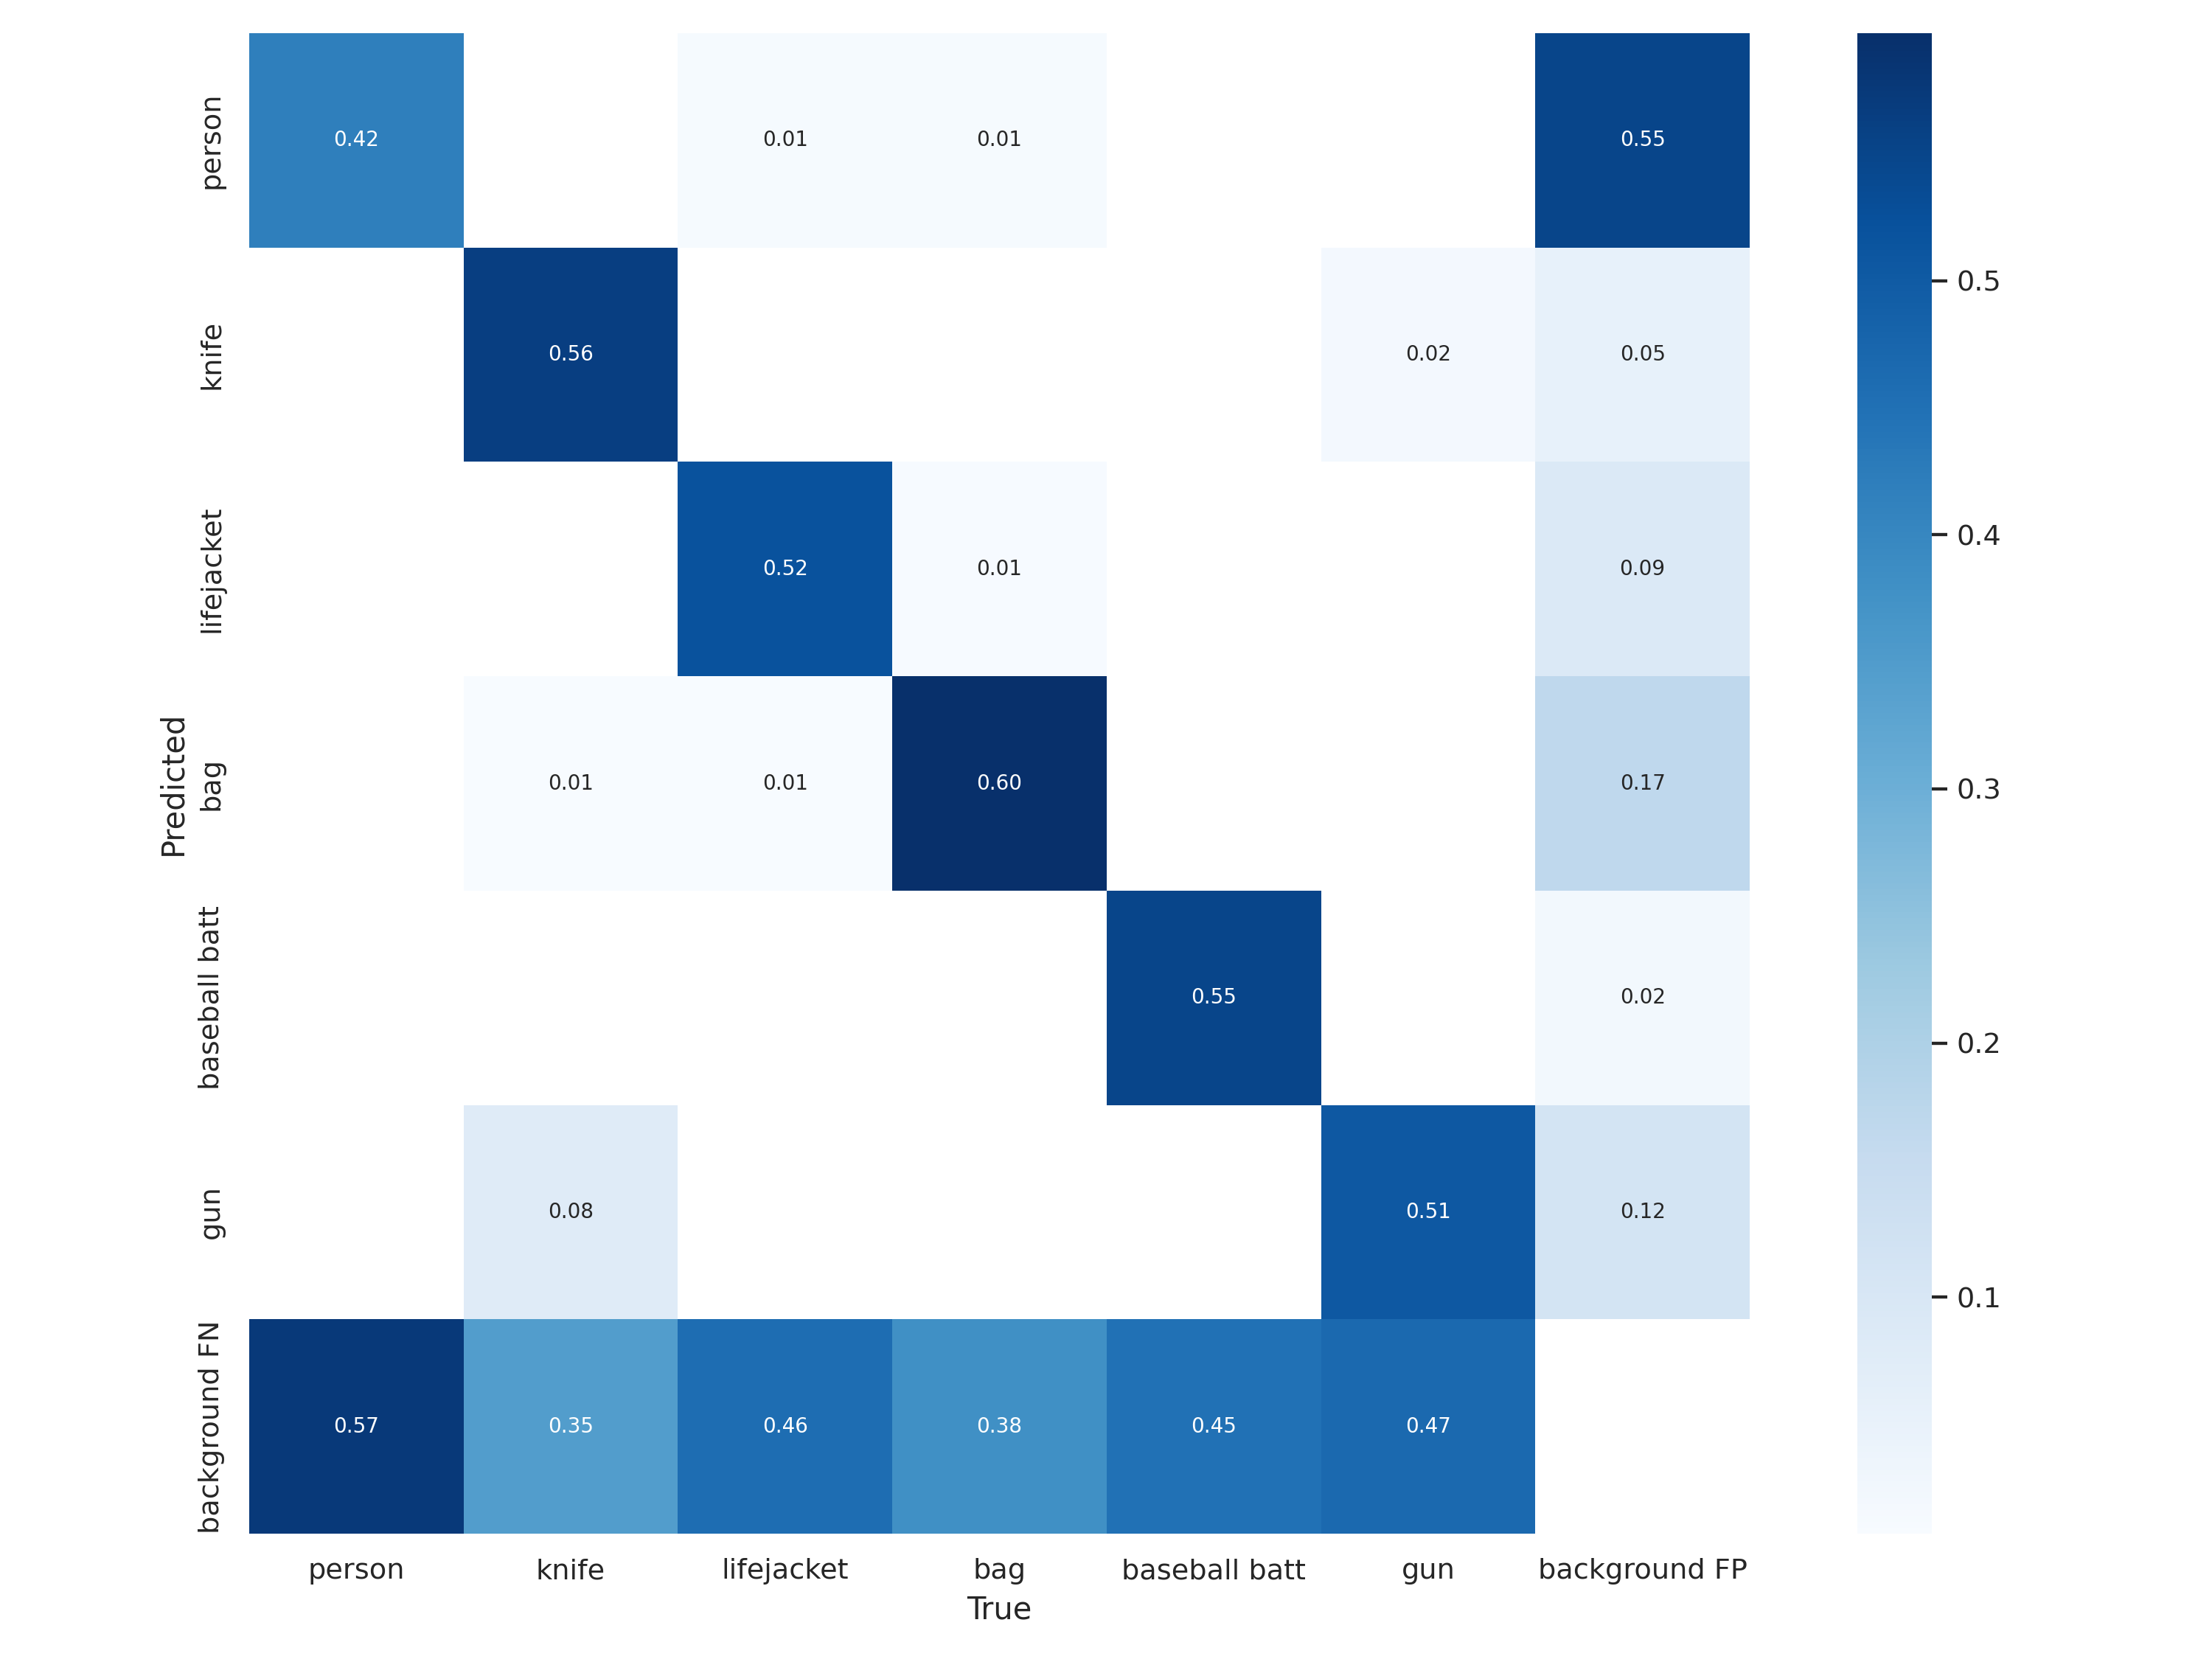 person
0.42
0.01
0.01
0.55
knife
0.56
0.02
0.05
lifejacket
0.52
0.01
0.09
Predicted
bag
0.01
0.01
0.60
0.17
baseball batt
0.55
0.02
gun
0.08
0.51
0.12
background FN
0.57
0.35
0.46
0.38
0.45
0.47
person
knife
lifejacket
bag
baseball batt
gun
background FP
True
0.5
0.4
0.3
0.2
0.1